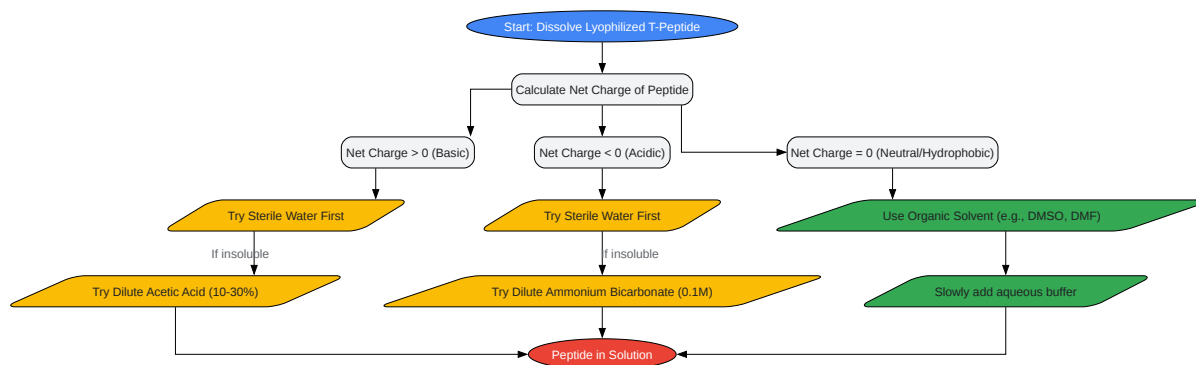 Start: Dissolve Lyophilized T-Peptide
Calculate Net Charge of Peptide
Net Charge > 0 (Basic)
Net Charge < 0 (Acidic)
Net Charge = 0 (Neutral/Hydrophobic)
Try Sterile Water First
Try Sterile Water First
Use Organic Solvent (e.g., DMSO, DMF)
If insoluble
If insoluble
Try Dilute Acetic Acid (10-30%)
Try Dilute Ammonium Bicarbonate (0.1M)
Slowly add aqueous buffer
Peptide in Solution